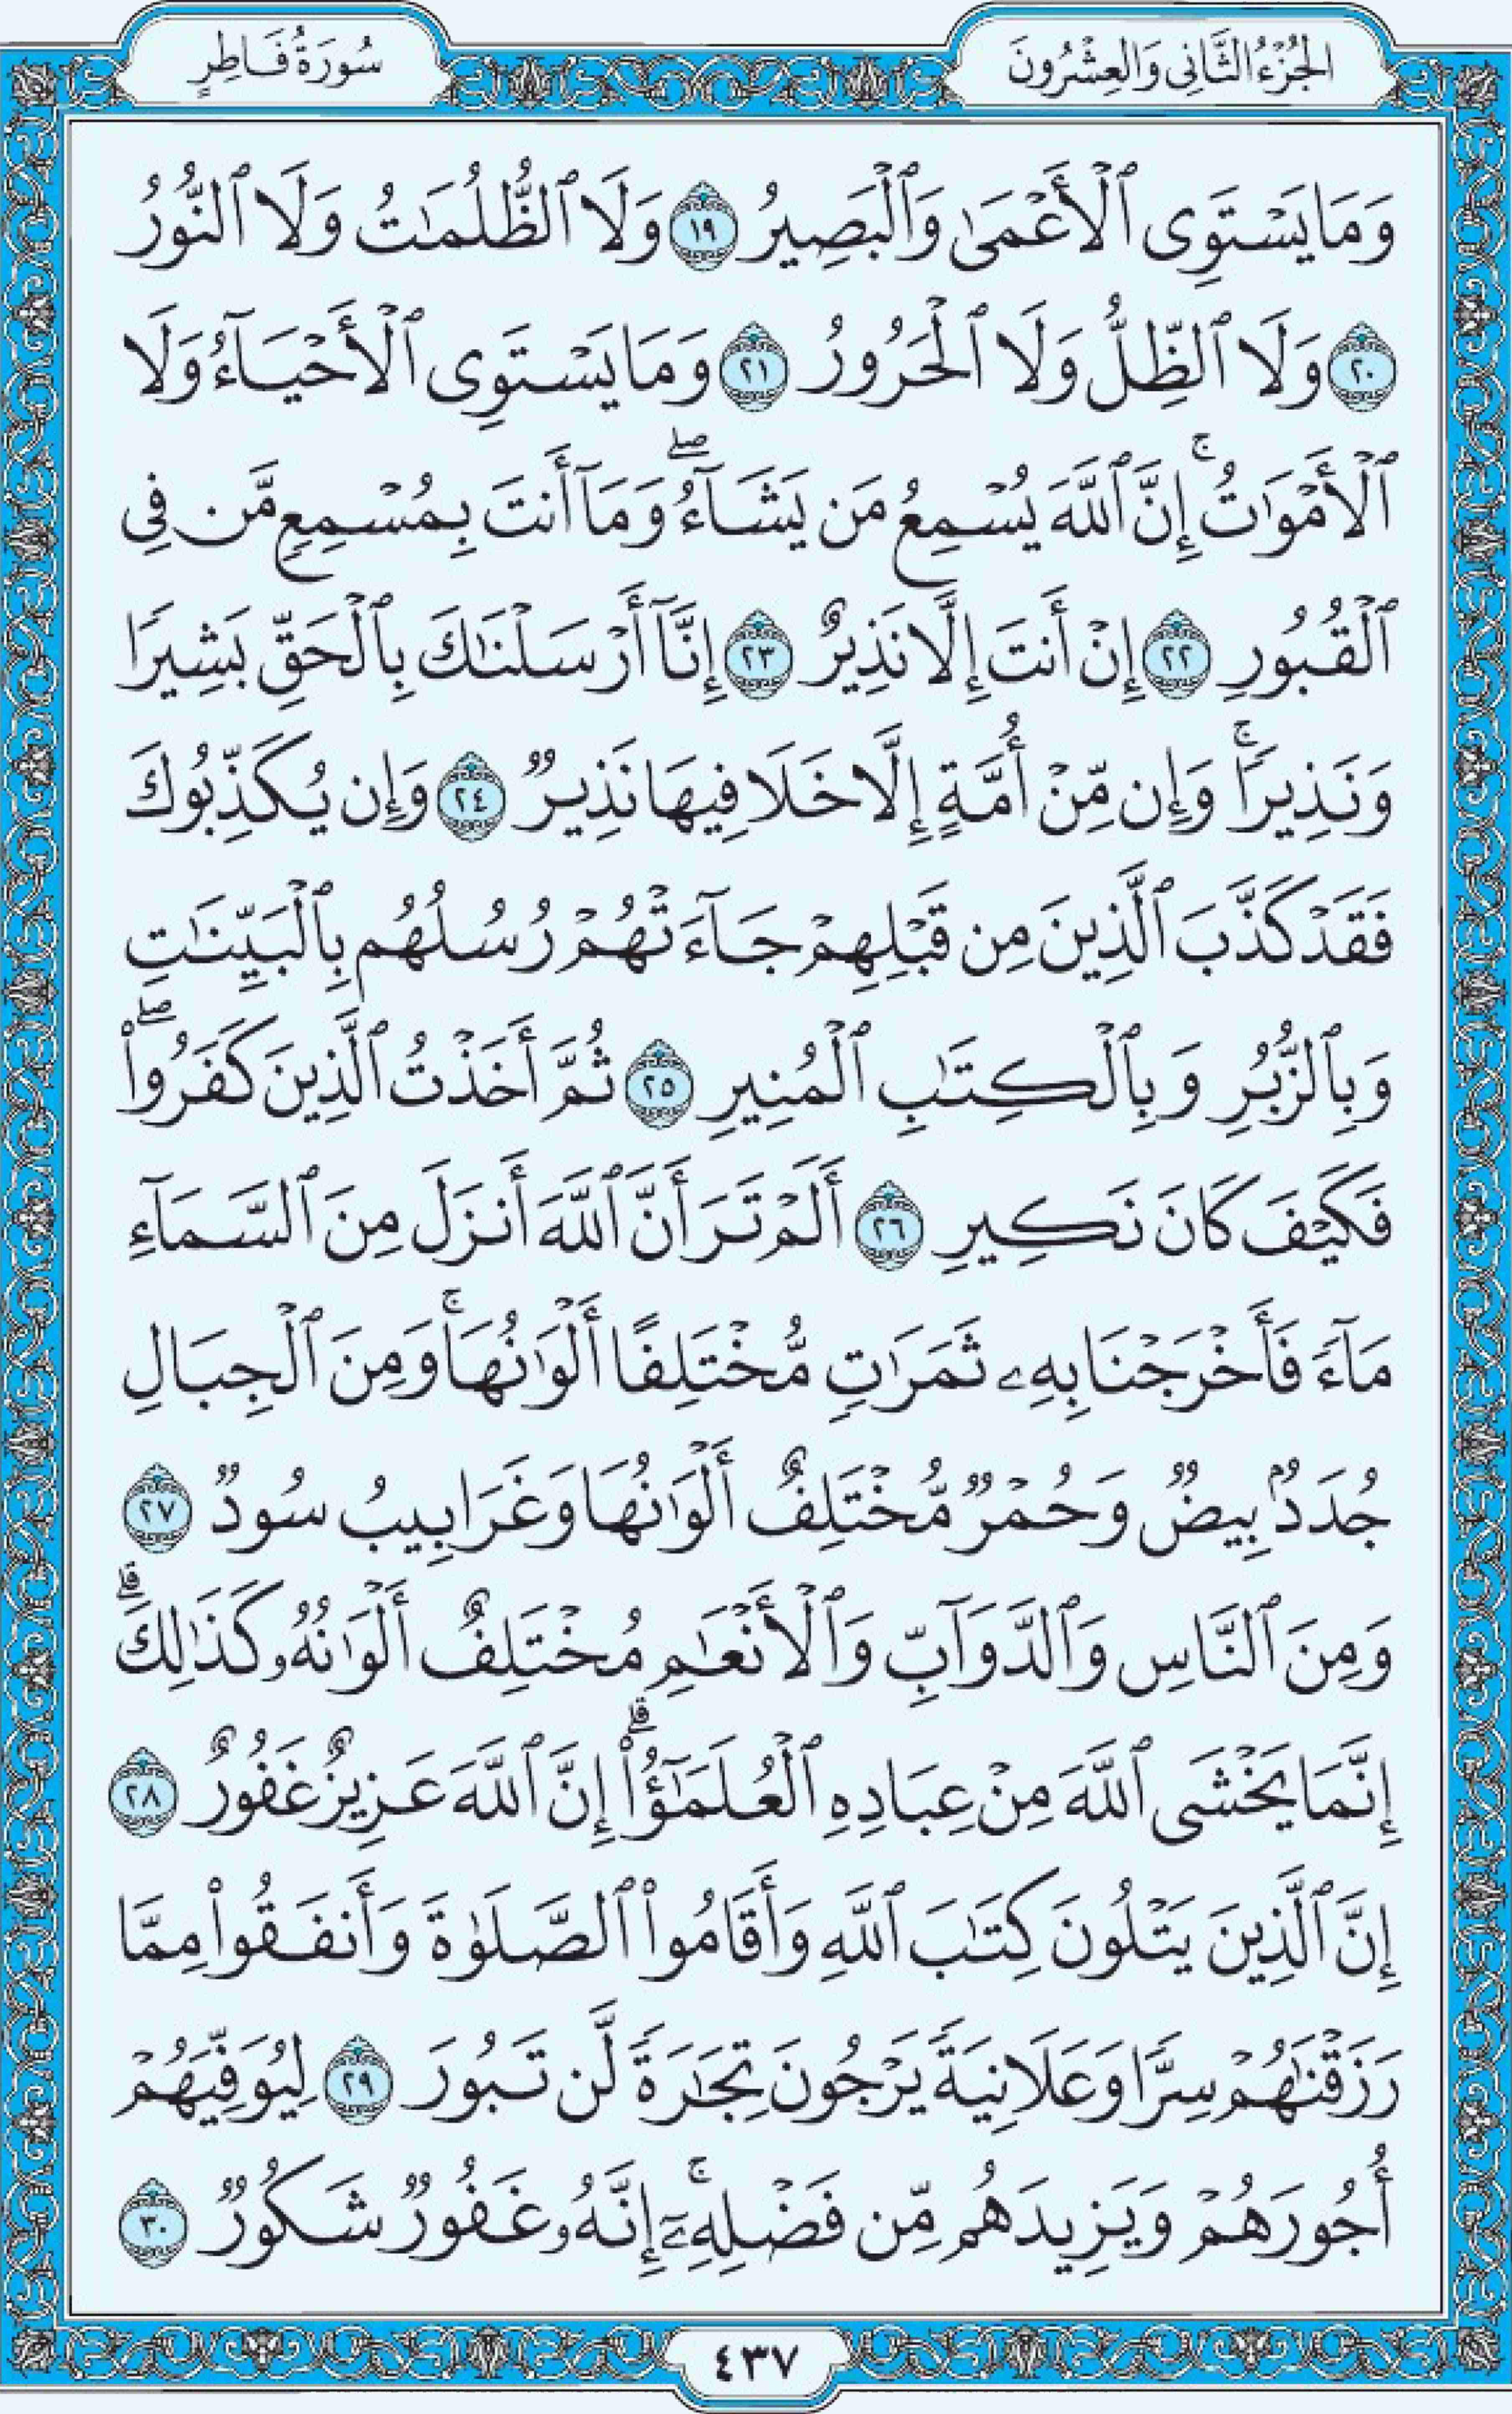 الجُزْءُ الثَّانِي وَالعِشْرُونَ
سُورَةُ فَاطِرٍ
وَمَا يَسْتَوِى ٱلْأَعْمَىٰ وَٱلْبَصِيرُ ١٩ وَلَا ٱلظُّلُمَٰتُ وَلَا ٱلنُّورُ
٢٠ وَلَا ٱلظِّلُّ وَلَا ٱلْحَرُورُ ٢١ وَمَا يَسْتَوِى ٱلْأَحْيَآءُ وَلَا
ٱلْأَمْوَٰتُ ۚ إِنَّ ٱللَّهَ يُسْمِعُ مَن يَشَآءُ ۖ وَمَآ أَنتَ بِمُسْمِعٍ مَّن فِى
ٱلْقُبُورِ ٢٢ إِنْ أَنتَ إِلَّا نَذِيرٌ ٢٣ إِنَّآ أَرْسَلْنَٰكَ بِٱلْحَقِّ بَشِيرًا
وَنَذِيرًا ۚ وَإِن مِّنْ أُمَّةٍ إِلَّا خَلَا فِيهَا نَذِيرٌ ٢٤ وَإِن يُكَذِّبُوكَ
فَقَدْ كَذَّبَ ٱلَّذِينَ مِن قَبْلِهِمْ جَآءَتْهُمْ رُسُلُهُم بِٱلْبَيِّنَٰتِ
وَبِٱلزُّبُرِ وَبِٱلْكِتَٰبِ ٱلْمُنِيرِ ٢٥ ثُمَّ أَخَذْتُ ٱلَّذِينَ كَفَرُوا۟ ۖ
فَكَيْفَ كَانَ نَكِيرِ ٢٦ أَلَمْ تَرَ أَنَّ ٱللَّهَ أَنزَلَ مِنَ ٱلسَّمَآءِ
مَآءً فَأَخْرَجْنَا بِهِۦ ثَمَرَٰتٍ مُّخْتَلِفًا أَلْوَٰنُهَا ۚ وَمِنَ ٱلْجِبَالِ
جُدَدٌۢ بِيضٌ وَحُمْرٌ مُّخْتَلِفٌ أَلْوَٰنُهَا وَغَرَابِيبُ سُودٌ ٢٧
وَمِنَ ٱلنَّاسِ وَٱلدَّوَآبِّ وَٱلْأَنْعَٰمِ مُخْتَلِفٌ أَلْوَٰنُهُۥ كَذَٰلِكَ ۗ
إِنَّمَا يَخْشَى ٱللَّهَ مِنْ عِبَادِهِ ٱلْعُلَمَٰٓؤُا۟ ۗ إِنَّ ٱللَّهَ عَزِيزٌ غَفُورٌ ٢٨
إِنَّ ٱلَّذِينَ يَتْلُونَ كِتَٰبَ ٱللَّهِ وَأَقَامُوا۟ ٱلصَّلَوٰةَ وَأَنفَقُوا۟ مِمَّا
رَزَقْنَٰهُمْ سِرًّا وَعَلَانِيَةً يَرْجُونَ تِجَٰرَةً لَّن تَبُورَ ٢٩ لِيُوَفِّيَهُمْ
أُجُورَهُمْ وَيَزِيدَهُم مِّن فَضْلِهِۦٓ ۚ إِنَّهُۥ غَفُورٌ شَكُورٌ ٣٠
٤٣٧